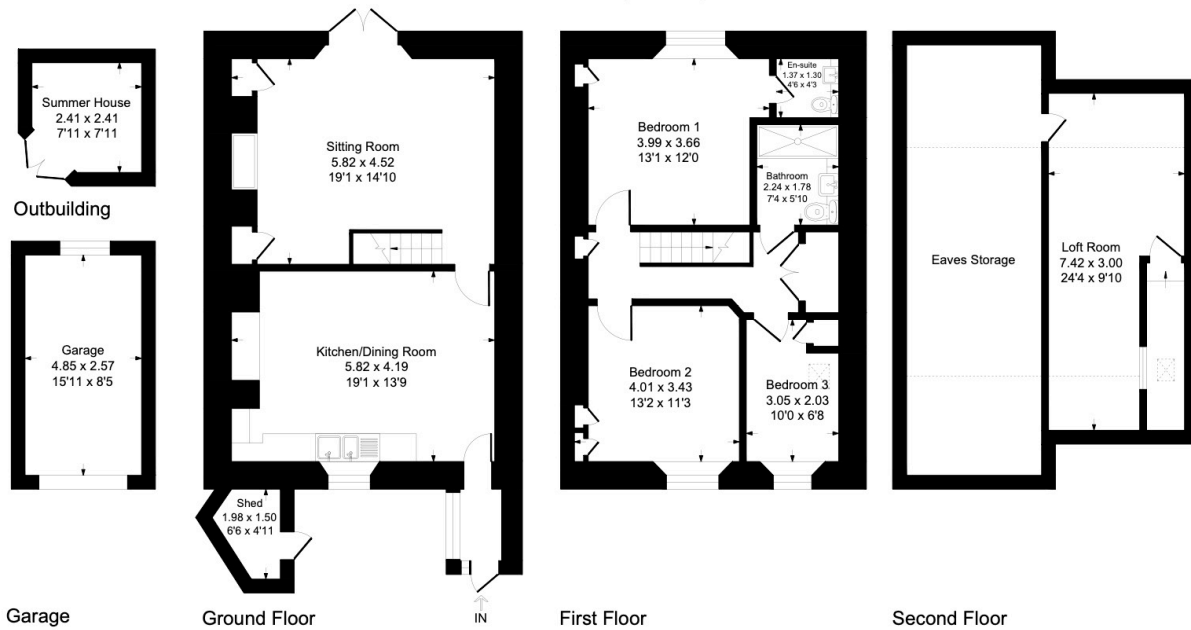 Summer House
2.41 x 2.41
7'11 x 7'11
Outbuilding
Garage
4.85 x 2.57
15'11 x 8'5
Garage
Sitting Room
5.82 x 4.52
19'1 x 14'10
Kitchen/Dining Room
5.82 x 4.19
19'1 x 13'9
Shed
1.98 x 1.50
6'6 x 4'11
IN
Ground Floor
En-suite
1.37 x 1.30
4'6 x 4'3
Bedroom 1
3.99 x 3.66
13'1 x 12'0
Bathroom
2.24 x 1.78
7'4 x 5'10
Bedroom 2
4.01 x 3.43
13'2 x 11'3
Bedroom 3
3.05 x 2.03
10'0 x 6'8
First Floor
Eaves Storage
Loft Room
7.42 x 3.00
24'4 x 9'10
Second Floor